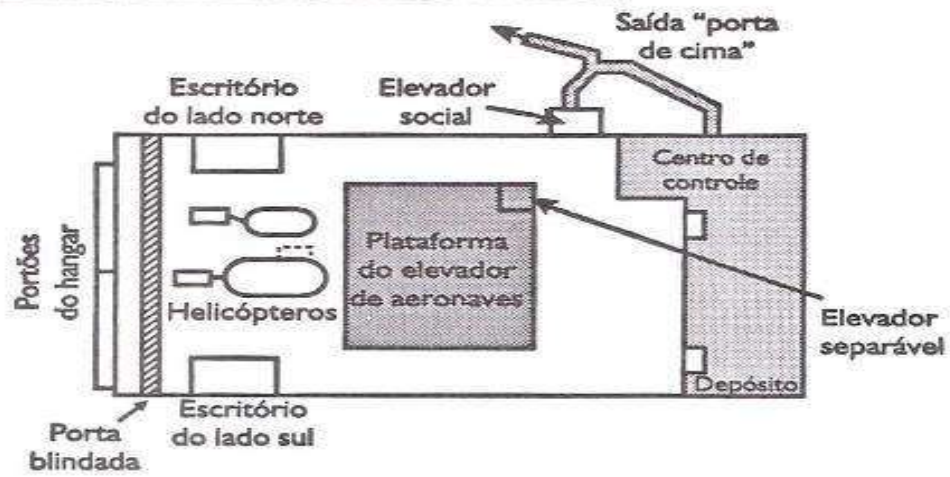 Saída “porta
de cima”
Escritório
do lado norte
Elevador
social
Centro de
controle
Portões
do hangar
Plataforma
do elevador
de aeronaves
Helicópteros
Elevador
separável
Depósito
Escritório
do lado sul
Porta
blindada